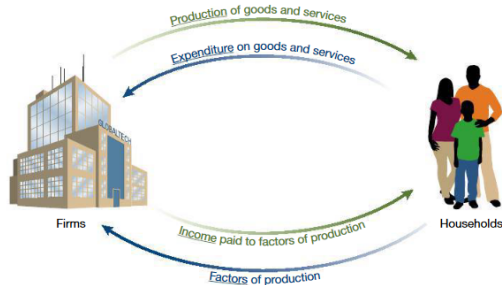 Production of goods and services
Expenditure on goods and services
GLOBALTECH
Firms
Households
Income paid to factors of production
Factors of production